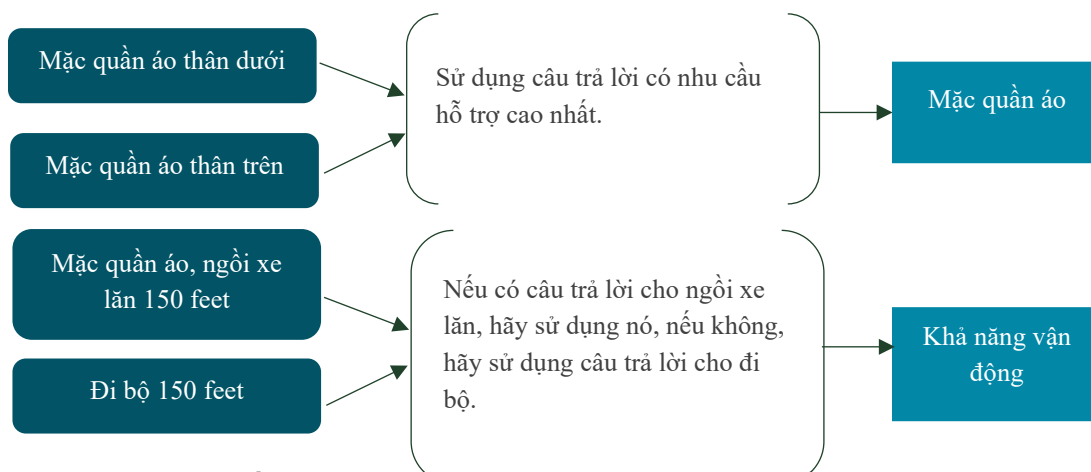 Mặc quần áo thân dưới
Mặc quần áo thân trên
Sử dụng câu trả lời có nhu cầu
hỗ trợ cao nhất.
Mặc quần áo
Mặc quần áo, ngồi xe
lăn 150 feet
Đi bộ 150 feet
Nếu có câu trả lời cho ngồi xe
lăn, hãy sử dụng nó, nếu không,
hãy sử dụng câu trả lời cho đi
bộ.
Khả năng vận
động